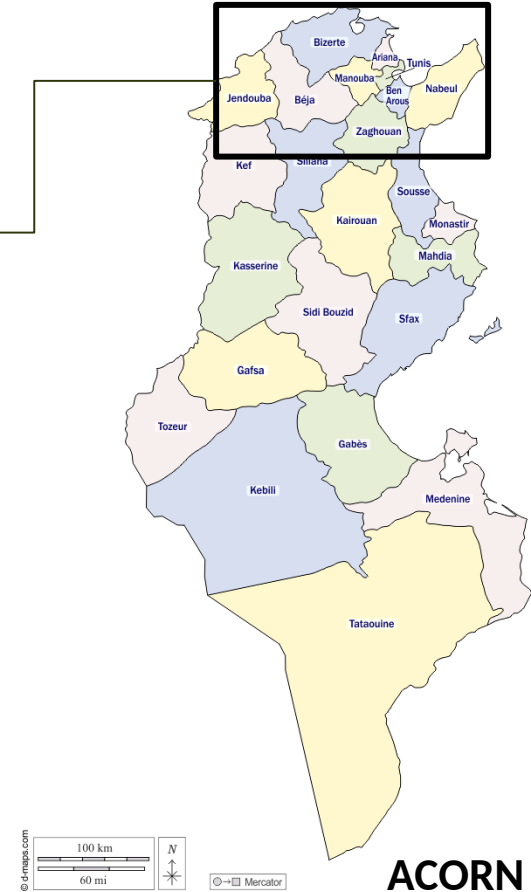 Bizerte
Ariana
Tunis
Manouba
Nabeul
Jendouba
Béja
Ben
Arous
Zaghouan
Siliana
Kef
Sousse
Kairouan
Monastir
Mahdia
Kasserine
Sidi Bouzid
Sfax
Gafsa
Tozeur
Gabès
Kebili
Medenine
Tataouine
© d-maps.com
100 km
60 mi
N
Mercator
ACORN